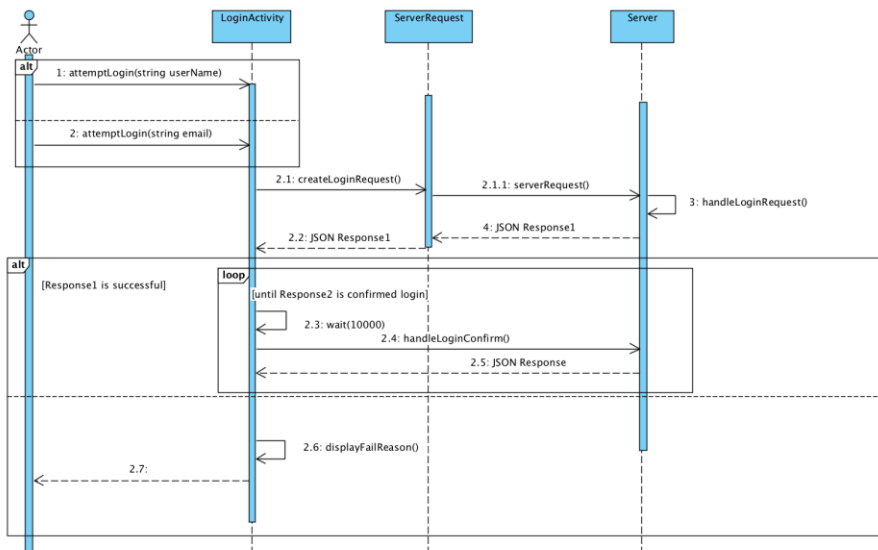 LoginActivity
ServerRequest
Server
Actor
alt
1: attemptLogin(string userName)
2: attemptLogin(string email)
2.1: createLoginRequest()
2.1.1: serverRequest()
3: handleLoginRequest()
4: JSON Response1
2.2: JSON Response1
alt
[Response1 is successful]
loop
[until Response2 is confirmed login]
2.3: wait(10000)
2.4: handleLoginConfirm()
2.5: JSON Response
2.6: displayFailReason()
2.7: